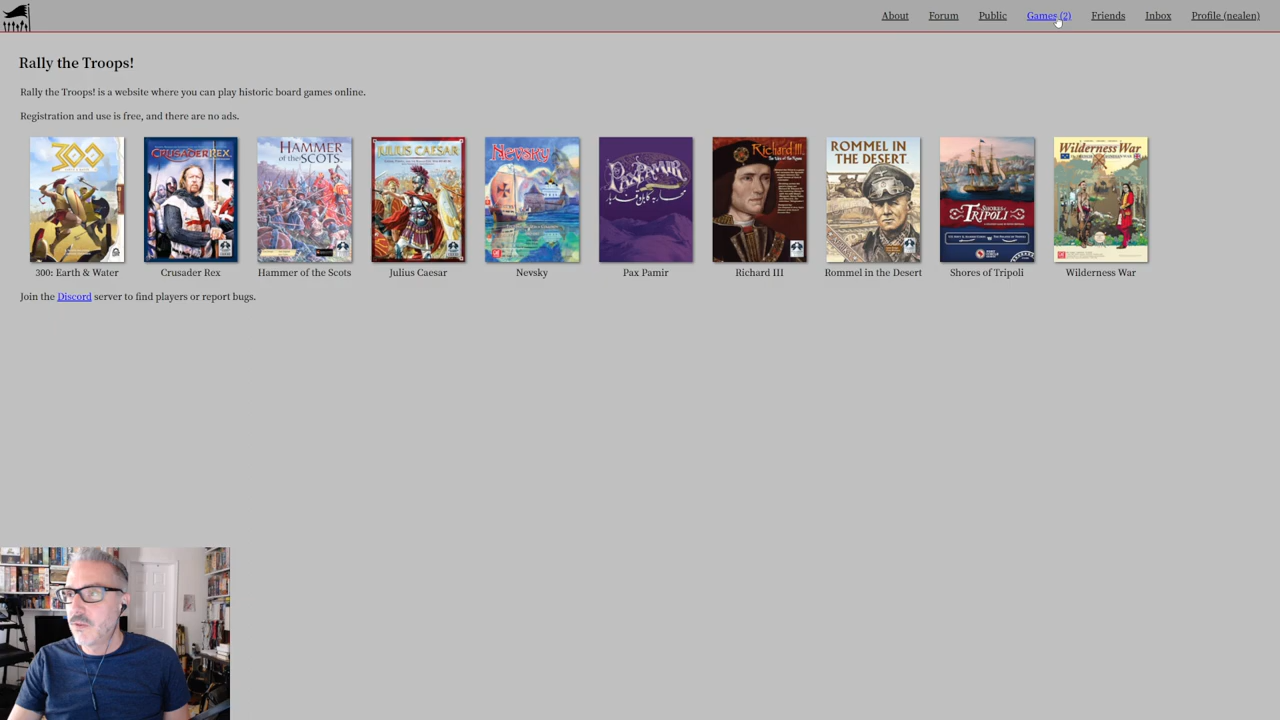 About Forum Public Games (2) Friends Inbox Profile (nealen)
Rally the Troops!
Rally the Troops! is a website where you can play historic board games online.
Registration and use is free, and there are no ads.
300
CRUSADER REX
HAMMER
of the SCOTS
JULIUS CAESAR
Nevsky
PAX PAMIR
Richard III
ROMMEL
IN THE DESERT
SHORES of
TRIPOLI
Wilderness War
300: Earth & Water Crusader Rex Hammer of the Scots Julius Caesar Nevsky Pax Pamir Richard III Rommel in the Desert Shores of Tripoli Wilderness War
Join the Discord server to find players or report bugs.